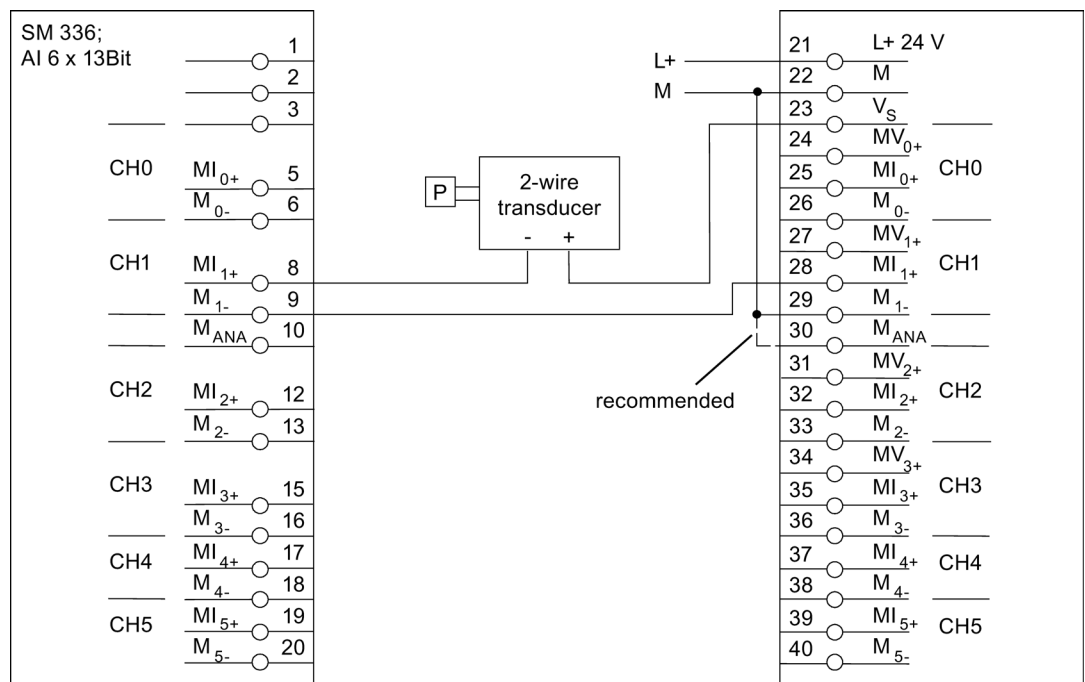 SM 336;
AI 6 x 13Bit
1
2
3
CH0
MI0+ 5
M0- 6
CH1
MI1+ 8
M1- 9
MANA 10
CH2
MI2+ 12
M2- 13
CH3
MI3+ 15
M3- 16
CH4
MI4+ 17
M4- 18
CH5
MI5+ 19
M5- 20
P
2-wire
transducer
- +
recommended
L+
M
21 L+ 24 V
22 M
23 VS
24 MV0+
25 MI0+ CH0
26 M0-
27 MV1+
28 MI1+ CH1
29 M1-
30 MANA
31 MV2+
32 MI2+ CH2
33 M2-
34 MV3+
35 MI3+ CH3
36 M3-
37 MI4+ CH4
38 M4-
39 MI5+ CH5
40 M5-